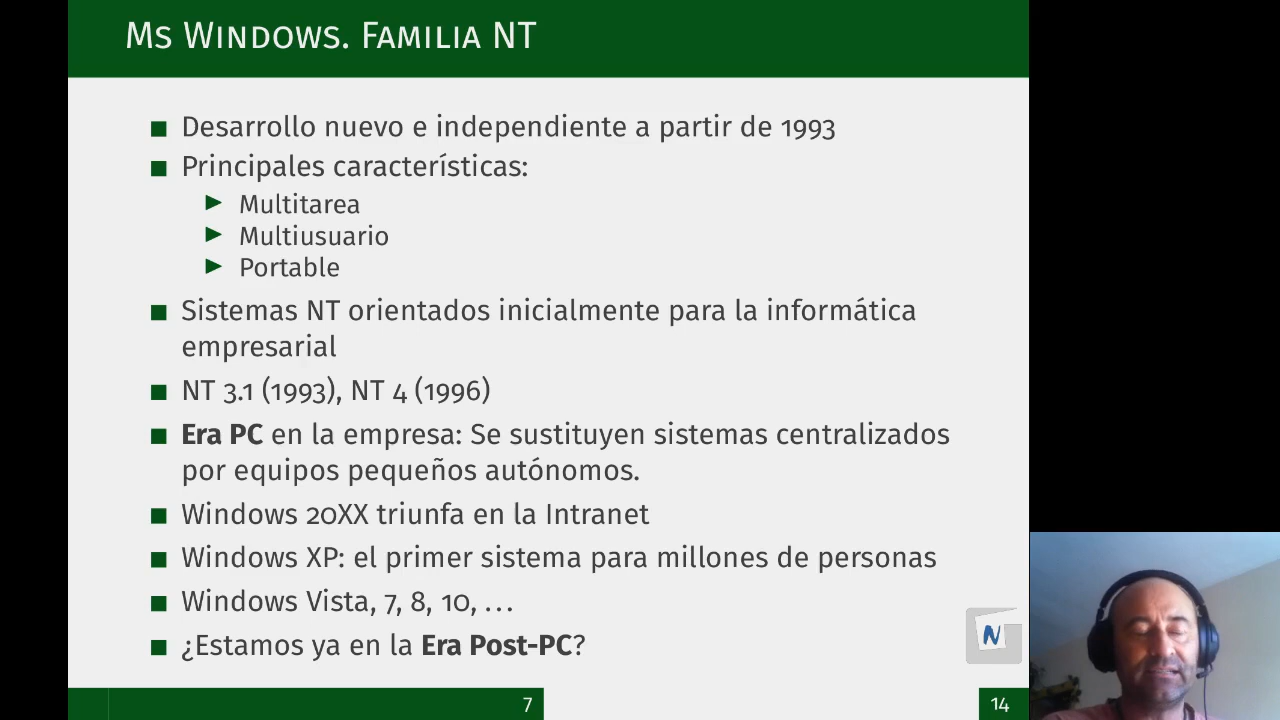 Ms Windows. Familia NT
Desarrollo nuevo e independiente a partir de 1993
Principales características:
Multitarea
Multiusuario
Portable
Sistemas NT orientados inicialmente para la informática
empresarial
NT 3.1 (1993), NT 4 (1996)
Era PC en la empresa: Se sustituyen sistemas centralizados
por equipos pequeños autónomos.
Windows 20XX triunfa en la Intranet
Windows XP: el primer sistema para millones de personas
Windows Vista, 7, 8, 10, ...
¿Estamos ya en la Era Post-PC?
N
7
14